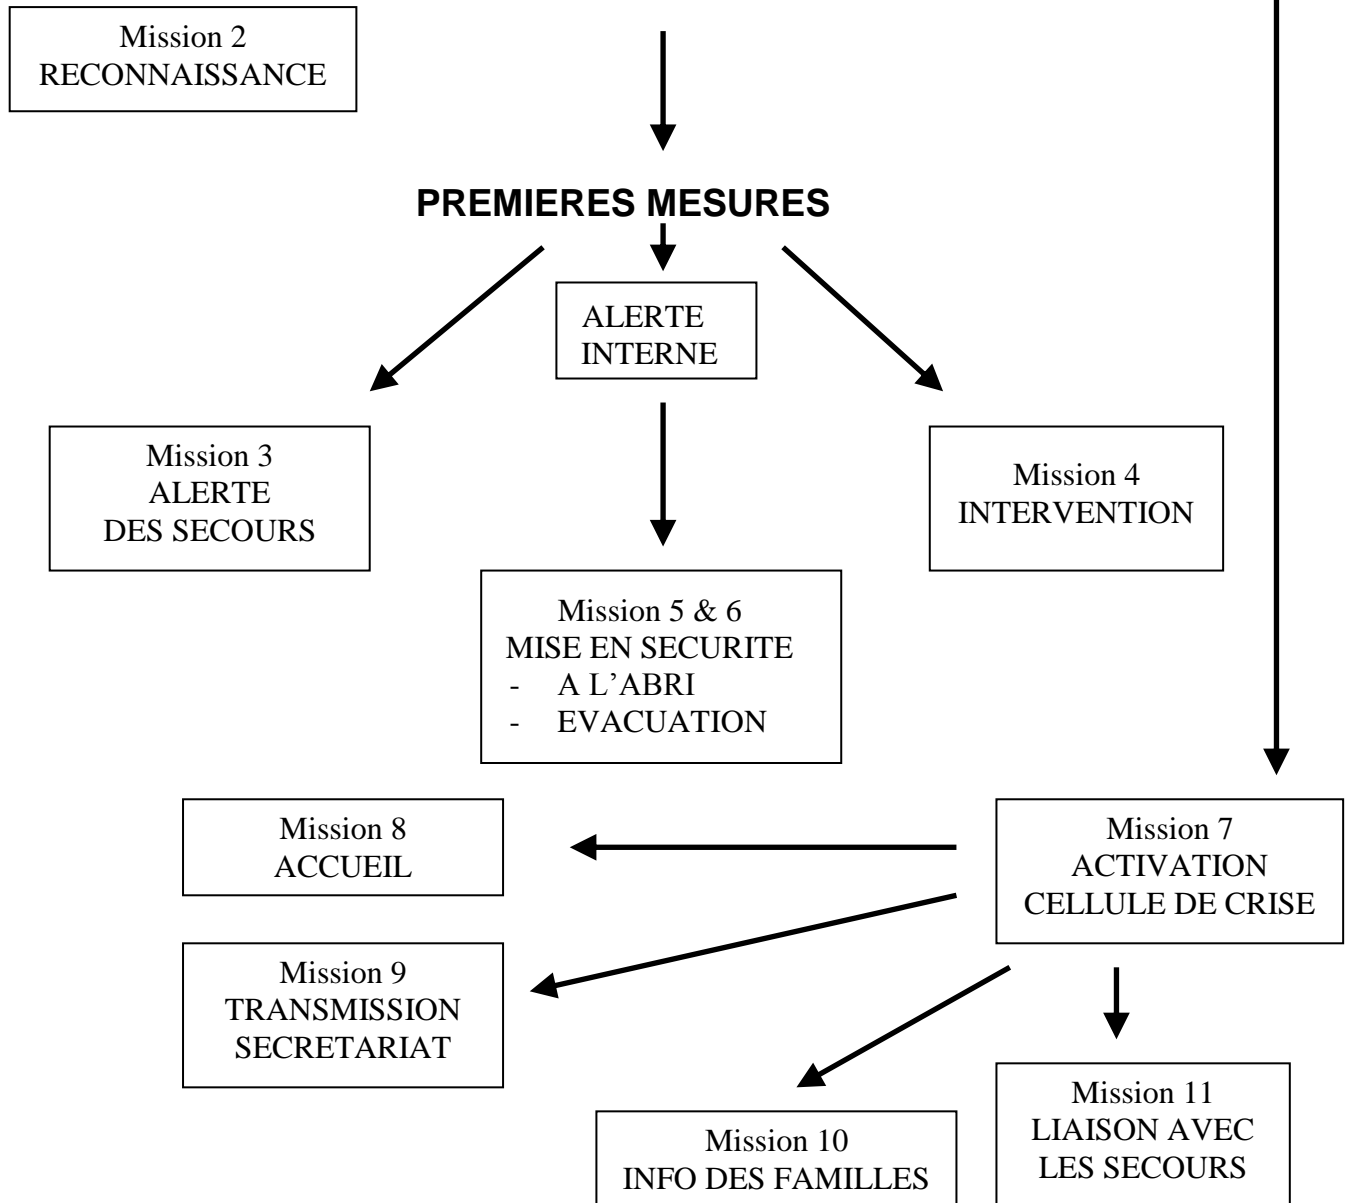 Mission 2
RECONNAISSANCE
PREMIERES MESURES
ALERTE
INTERNE
Mission 3
ALERTE
DES SECOURS
Mission 4
INTERVENTION
Mission 5 & 6
MISE EN SECURITE
- A L’ABRI
- EVACUATION
Mission 8
ACCUEIL
Mission 7
ACTIVATION
CELLULE DE CRISE
Mission 9
TRANSMISSION
SECRETARIAT
Mission 10
INFO DES FAMILLES
Mission 11
LIAISON AVEC
LES SECOURS